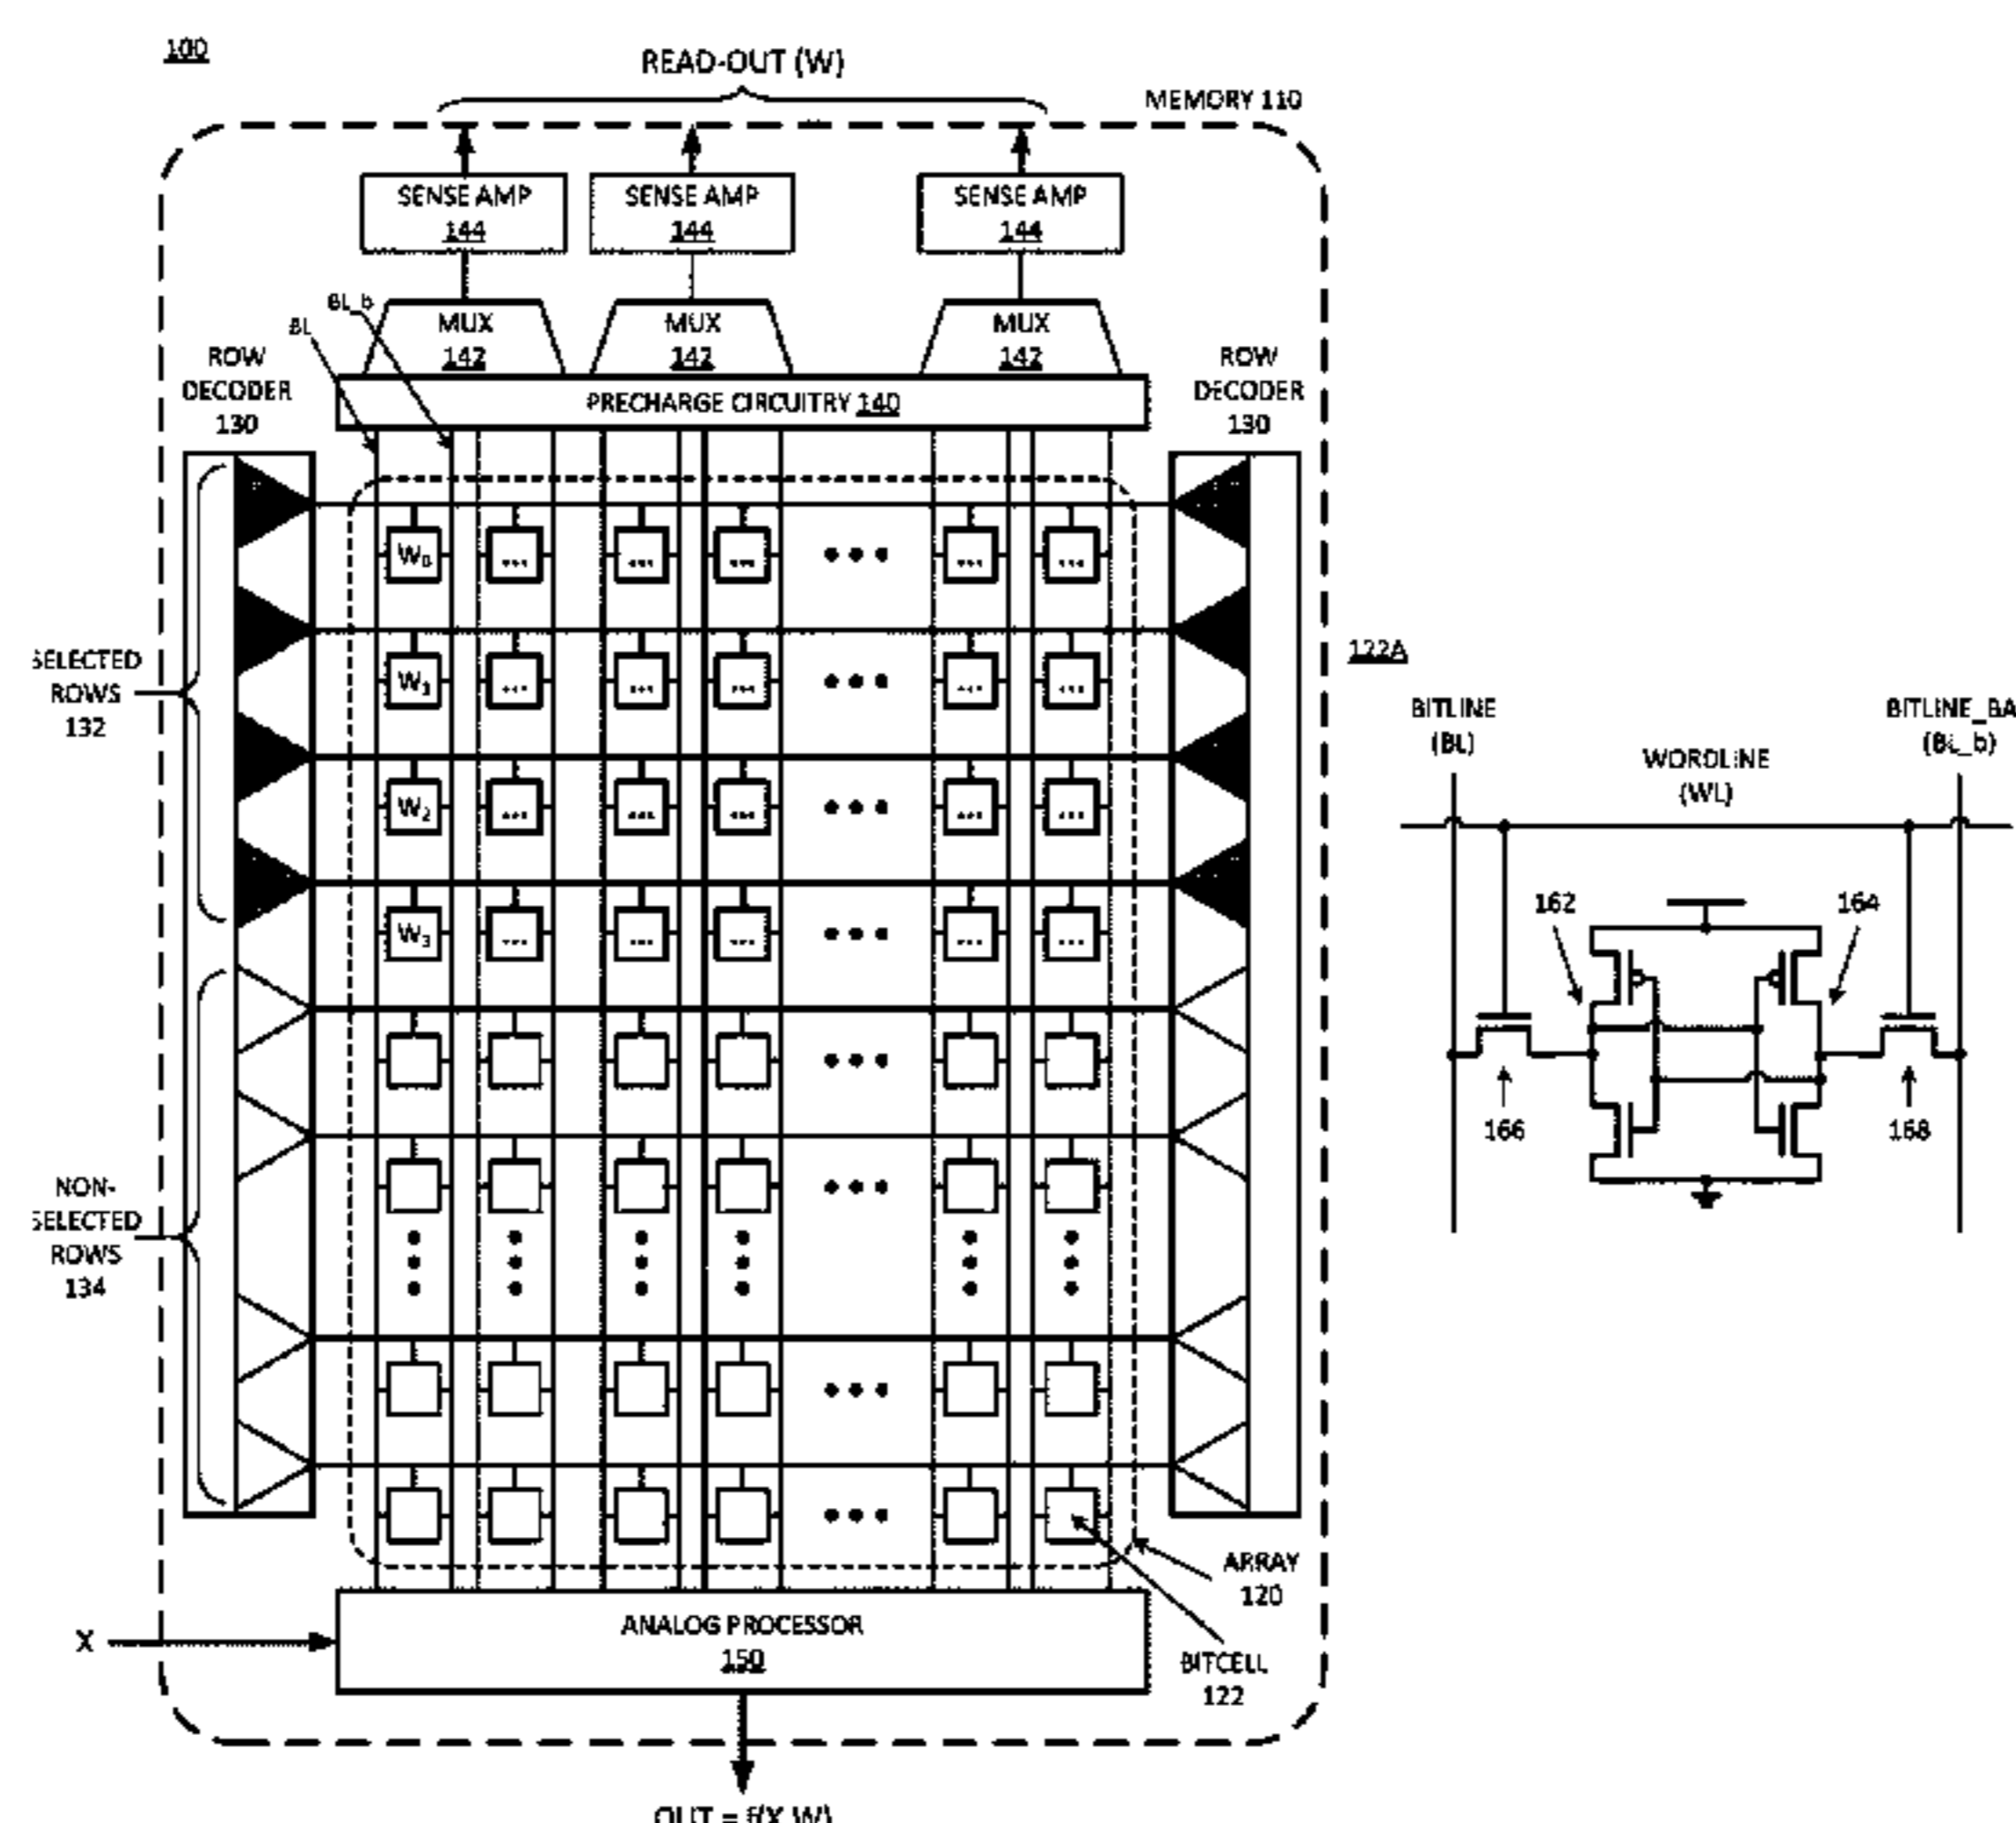 100
READ-OUT (W)
MEMORY 110
SENSE AMP
144
SENSE AMP
144
SENSE AMP
144
BL
BL_b
MUX
142
MUX
142
MUX
142
ROW
DECODER
130
PRECHARGE CIRCUITRY 140
ROW
DECODER
130
W₀
...
...
...
...
...
W₁
...
...
...
...
...
W₂
...
...
...
...
...
W₃
...
...
...
...
...
SELECTED
ROWS
132
NON-
SELECTED
ROWS
134
ARRAY
120
BITCELL
122
X
ANALOG PROCESSOR
150
OUT = f(X,W)
122A
BITLINE
(BL)
WORDLINE
(WL)
BITLINE_BA
(BL_b)
162
164
166
168